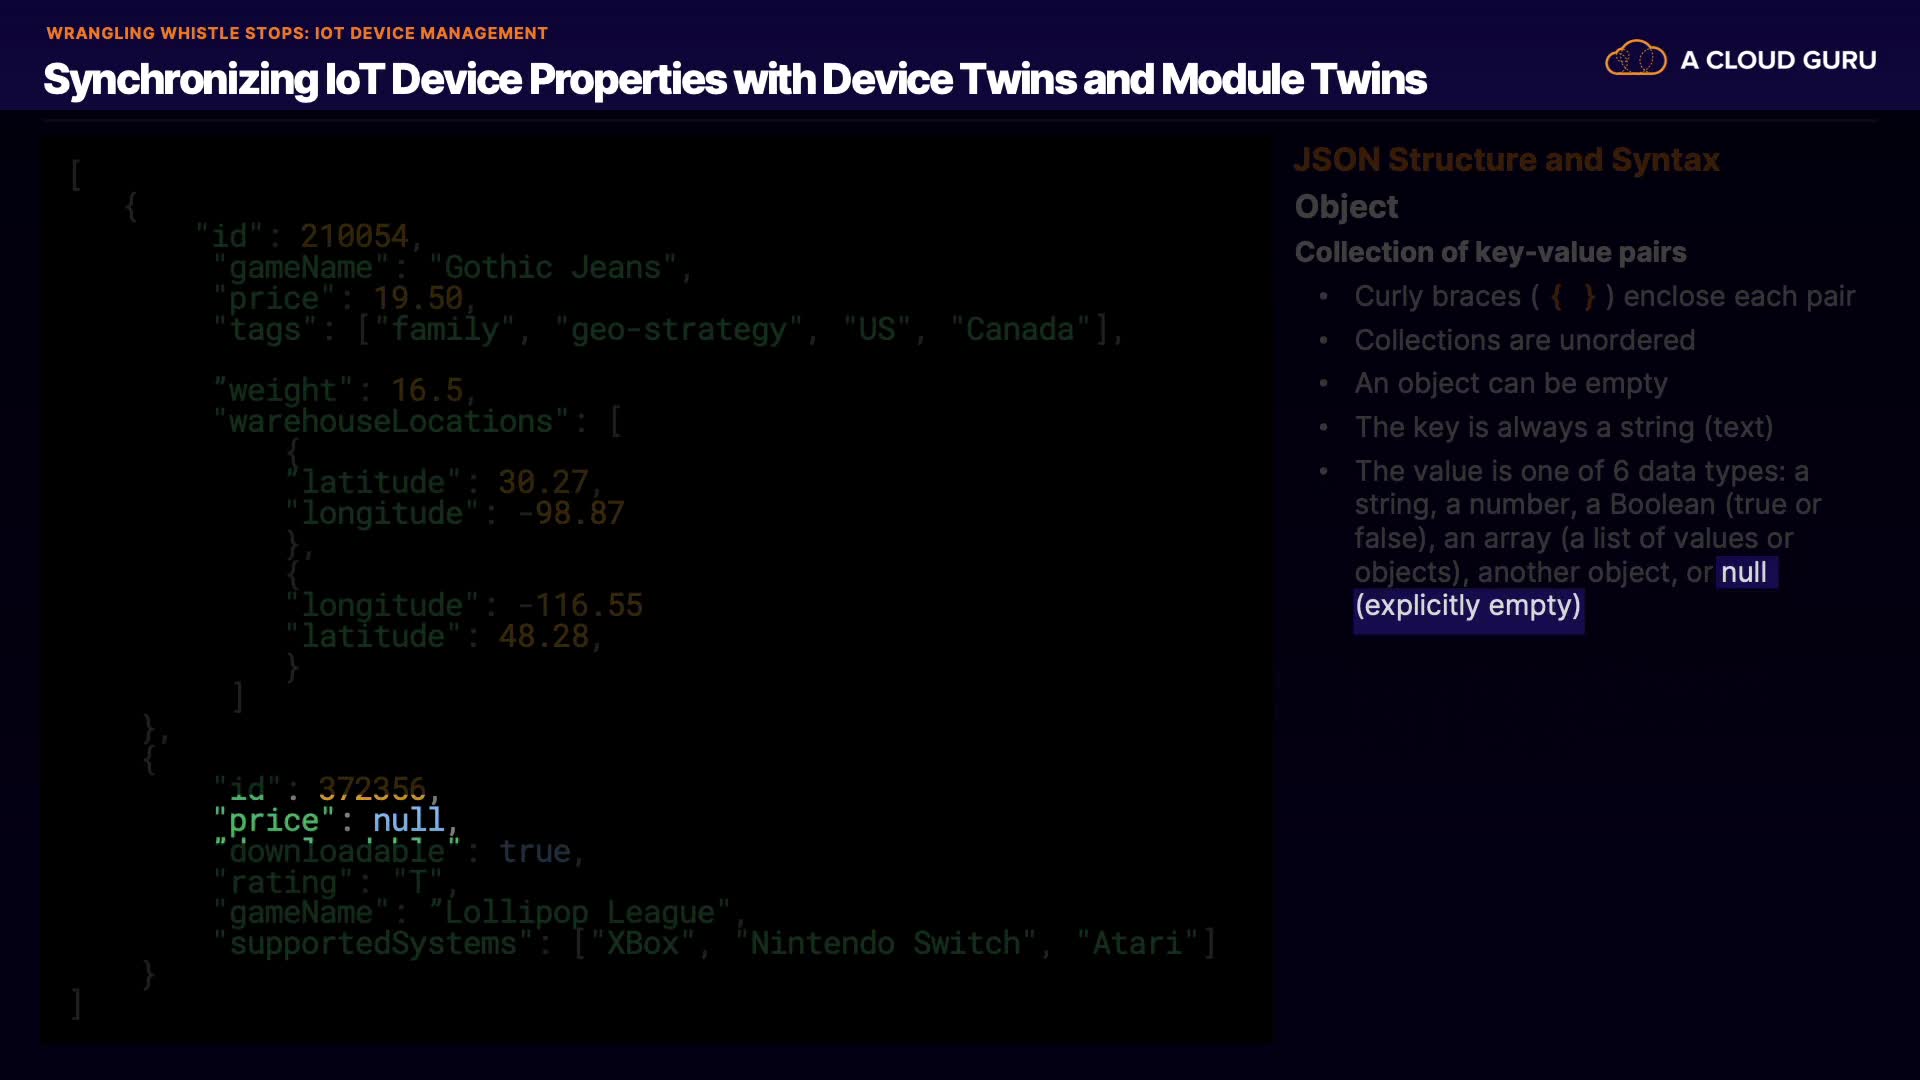 WRANGLING WHISTLE STOPS: IOT DEVICE MANAGEMENT
Synchronizing IoT Device Properties with Device Twins and Module Twins
A CLOUD GURU
[
{
"id": 210054,
"gameName": "Gothic Jeans",
"price": 19.50,
"tags": ["family", "geo-strategy", "US", "Canada"],
”weight": 16.5,
"warehouseLocations": [
{
"latitude": 30.27,
"longitude": -98.87
},
{
"longitude": -116.55
"latitude": 48.28,
}
]
},
{
"id": 372356,
"price": null,
”downloadable": true,
"rating": "T",
"gameName": ”Lollipop League",
"supportedSystems": ["XBox", "Nintendo Switch", "Atari"]
}
]
JSON Structure and Syntax
Object
Collection of key-value pairs
• Curly braces ( { } ) enclose each pair
• Collections are unordered
• An object can be empty
• The key is always a string (text)
• The value is one of 6 data types: a
string, a number, a Boolean (true or
false), an array (a list of values or
objects), another object, or null
(explicitly empty)